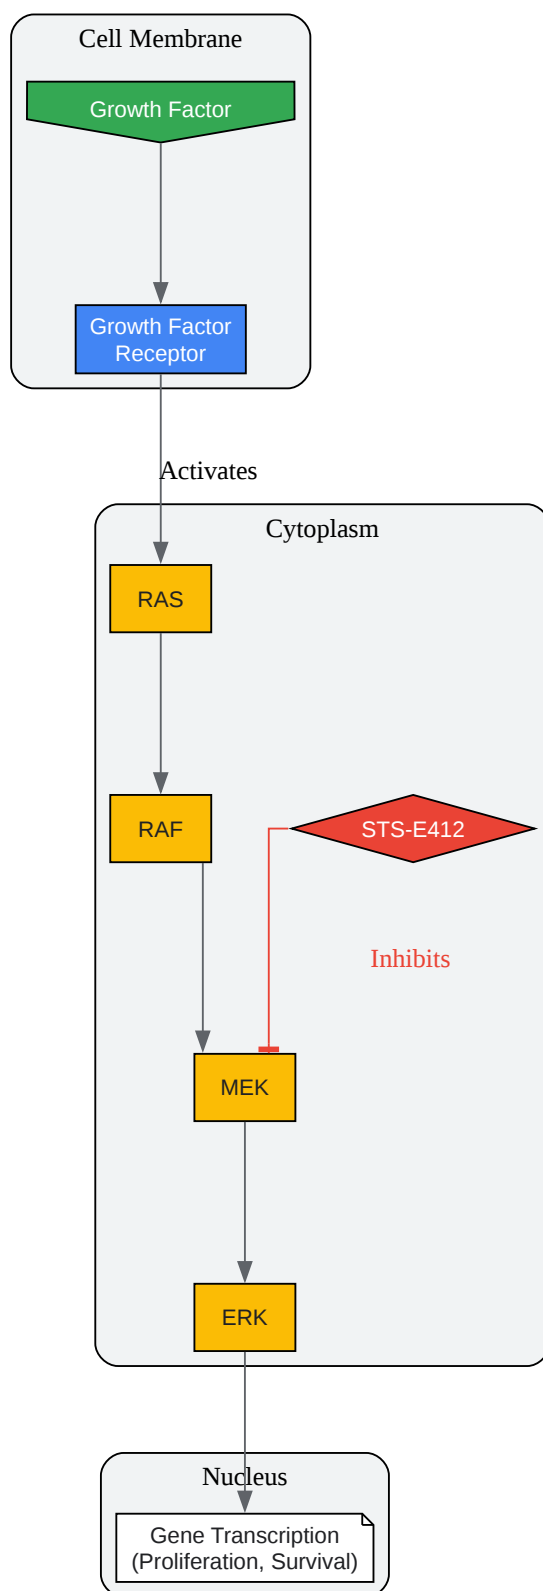 Cell Membrane
Growth Factor
Growth Factor
Receptor
Activates
Cytoplasm
RAS
RAF
STS-E412
Inhibits
MEK
ERK
Nucleus
Gene Transcription
(Proliferation, Survival)